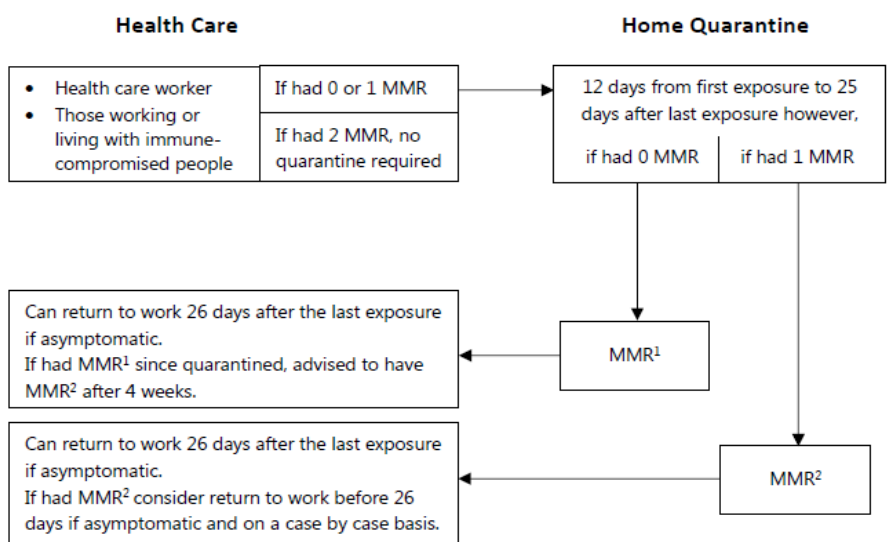 Health Care
Home Quarantine
• Health care worker
• Those working or
living with immune-
compromised people
If had 0 or 1 MMR
If had 2 MMR, no
quarantine required
12 days from first exposure to 25
days after last exposure however,
if had 0 MMR
if had 1 MMR
Can return to work 26 days after the last exposure
if asymptomatic.
If had MMR¹ since quarantined, advised to have
MMR² after 4 weeks.
MMR¹
Can return to work 26 days after the last exposure
if asymptomatic.
If had MMR² consider return to work before 26
days if asymptomatic and on a case by case basis.
MMR²